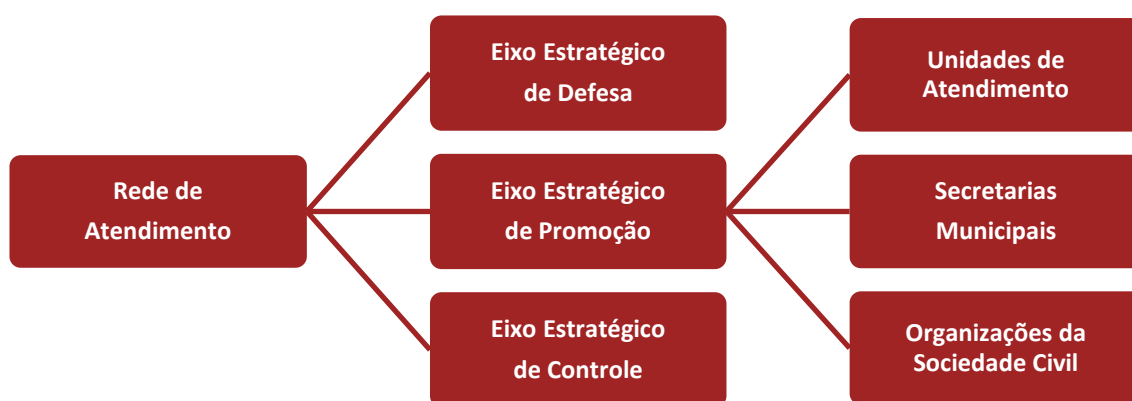 Rede de
Atendimento
Eixo Estratégico
de Defesa
Eixo Estratégico
de Promoção
Eixo Estratégico
de Controle
Unidades de
Atendimento
Secretarias
Municipais
Organizações da
Sociedade Civil